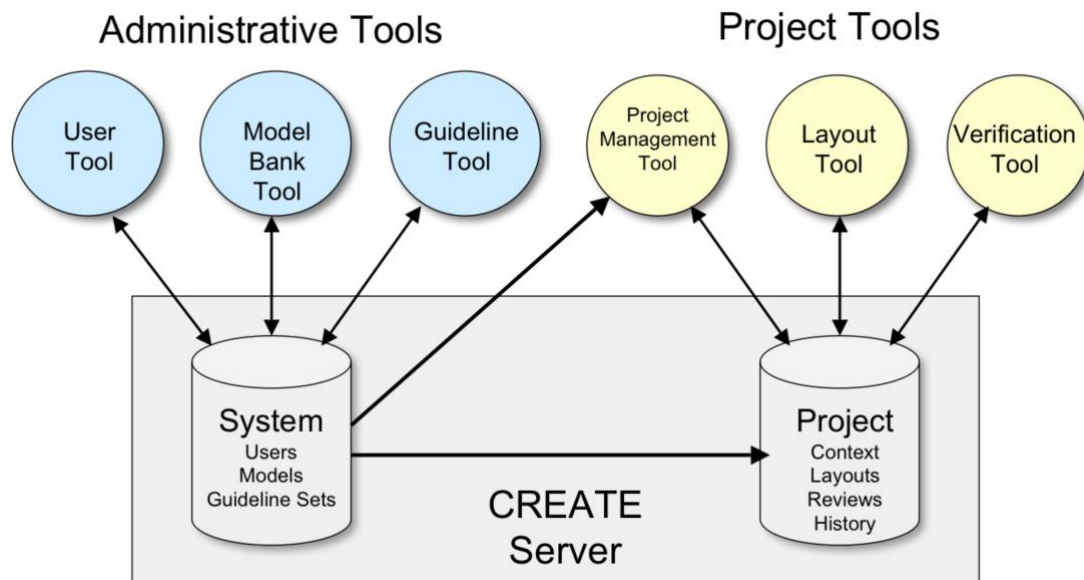 Administrative Tools
Project Tools
User
Tool
Model
Bank
Tool
Guideline
Tool
Project
Management
Tool
Layout
Tool
Verification
Tool
System
Users
Models
Guideline Sets
Project
Context
Layouts
Reviews
History
CREATE
Server